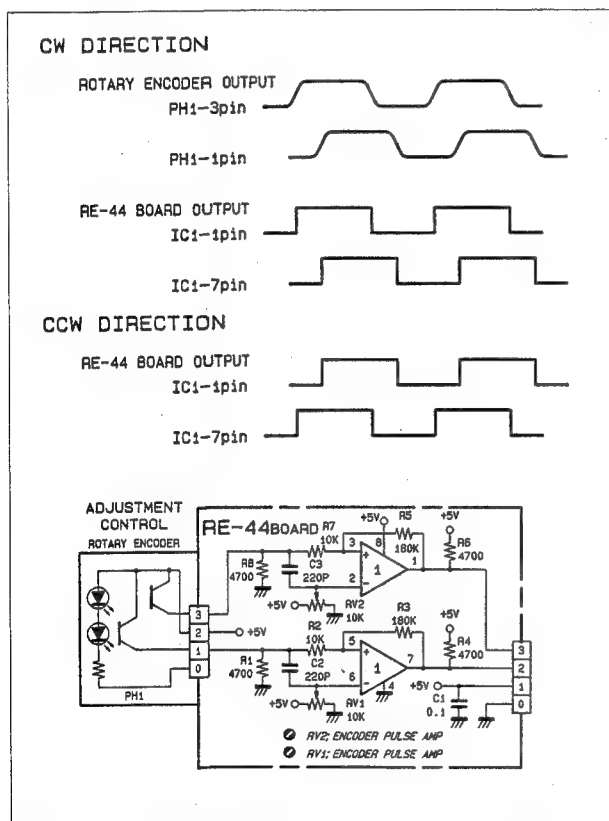 CW DIRECTION
ROTARY ENCODER OUTPUT
PH1-3pin
PH1-1pin
RE-44 BOARD OUTPUT
IC1-1pin
IC1-7pin
CCW DIRECTION
RE-44 BOARD OUTPUT
IC1-1pin
IC1-7pin
ADJUSTMENT
CONTROL
ROTARY ENCODER
RE-44BOARD
R7
10K
+5V
R5
180K
+5V
R6
4700
R8
4700
C3
220P
3
8
1
1
2
+5V
RV2
10K
R3
180K
+5V
R4
4700
3
2
+5V
1
0
PH1
R2
10K
R1
4700
C2
220P
5
7
1
6
4
+5V
RV1
10K
+5V
C1
0.1
3
2
1
0
RV2; ENCODER PULSE AMP
RV1; ENCODER PULSE AMP